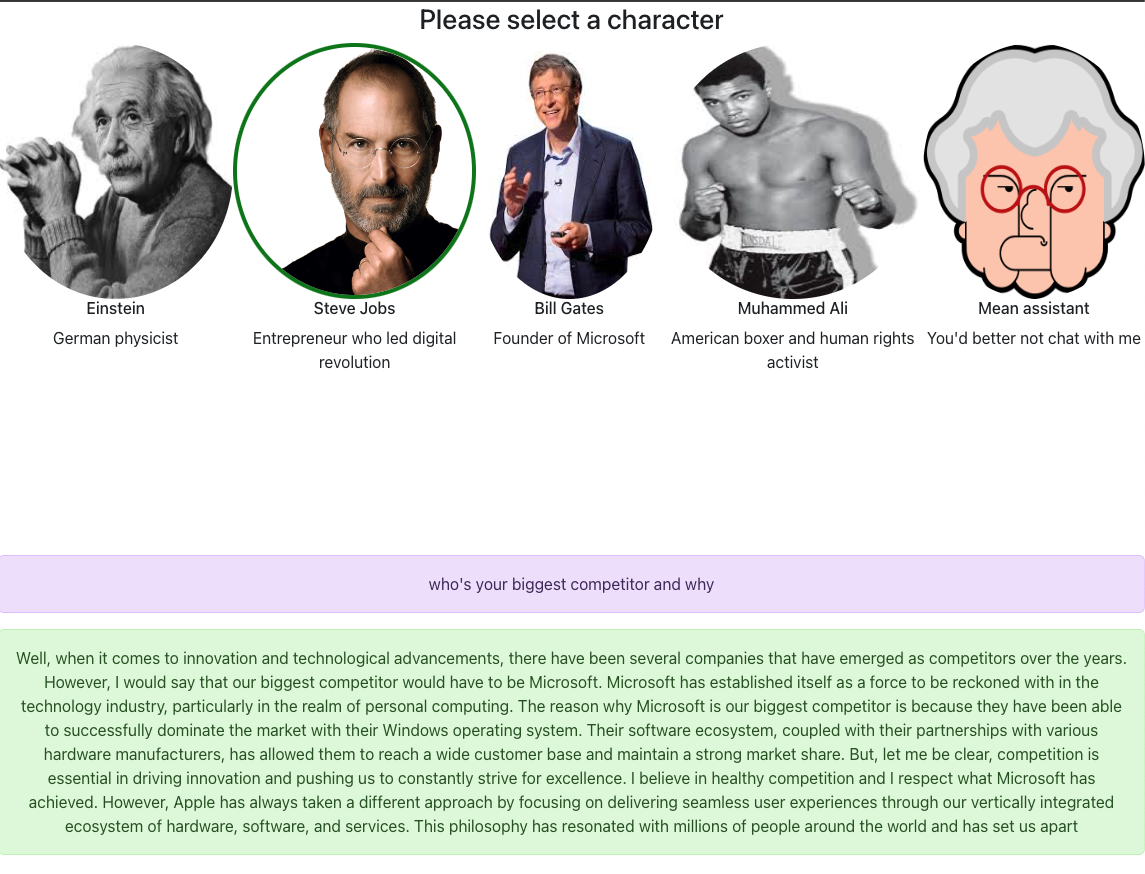 Please select a character
Einstein
German physicist
Steve Jobs
Entrepreneur who led digital
revolution
Bill Gates
Founder of Microsoft
Muhammed Ali
American boxer and human rights
activist
Mean assistant
You'd better not chat with me
who's your biggest competitor and why
Well, when it comes to innovation and technological advancements, there have been several companies that have emerged as competitors over the years.
However, I would say that our biggest competitor would have to be Microsoft. Microsoft has established itself as a force to be reckoned with in the
technology industry, particularly in the realm of personal computing. The reason why Microsoft is our biggest competitor is because they have been able
to successfully dominate the market with their Windows operating system. Their software ecosystem, coupled with their partnerships with various
hardware manufacturers, has allowed them to reach a wide customer base and maintain a strong market share. But, let me be clear, competition is
essential in driving innovation and pushing us to constantly strive for excellence. I believe in healthy competition and I respect what Microsoft has
achieved. However, Apple has always taken a different approach by focusing on delivering seamless user experiences through our vertically integrated
ecosystem of hardware, software, and services. This philosophy has resonated with millions of people around the world and has set us apart